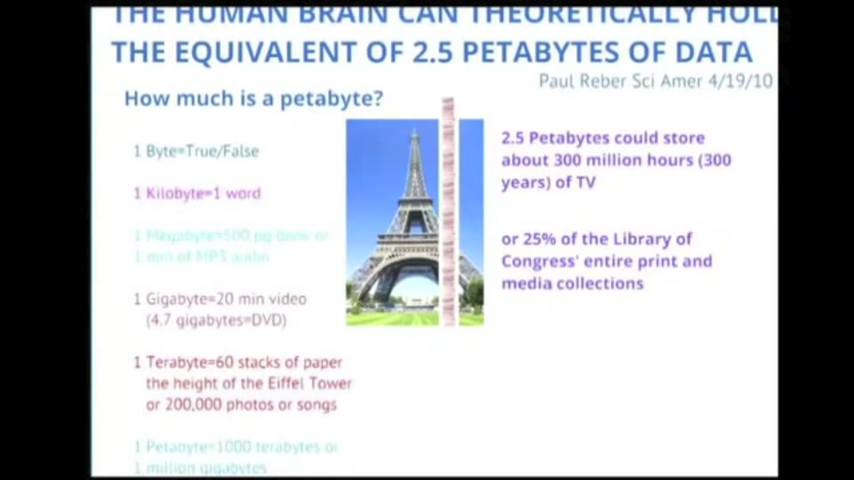 THE HUMAN BRAIN CAN THEORETICALLY HOLL
THE EQUIVALENT OF 2.5 PETABYTES OF DATA
Paul Reber Sci Amer 4/19/10
How much is a petabyte?
1 Byte=True/False
1 Kilobyte=1 word
1 Megabyte=500 pg book or
1 min of MP3 audio
1 Gigabyte=20 min video
(4.7 gigabytes=DVD)
1 Terabyte=60 stacks of paper
the height of the Eiffel Tower
or 200,000 photos or songs
1 Petabyte=1000 terabytes or
1 million gigabytes
2.5 Petabytes could store
about 300 million hours (300
years) of TV
or 25% of the Library of
Congress' entire print and
media collections